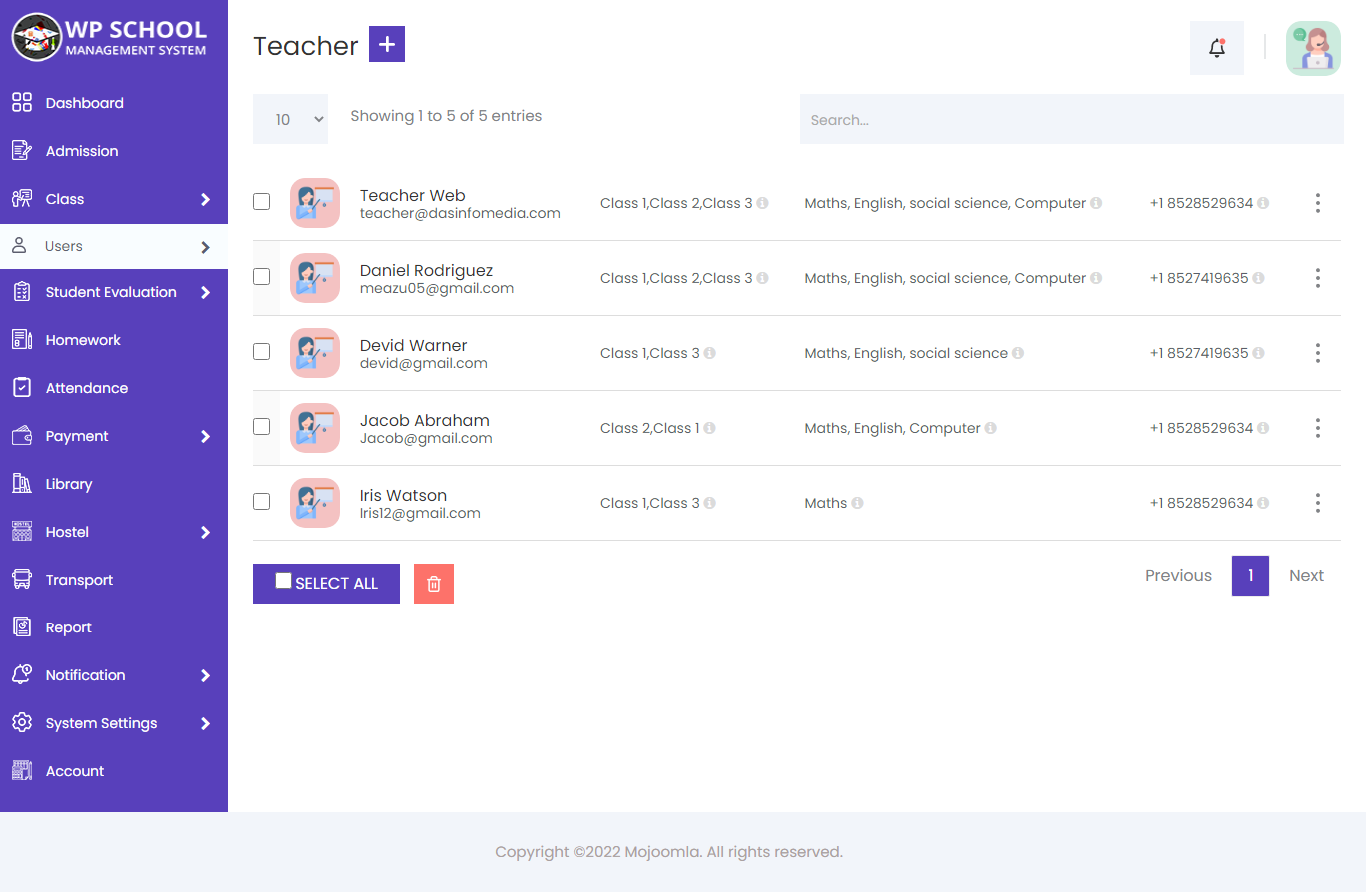 WP SCHOOL
MANAGEMENT SYSTEM
Dashboard
Admission
Class
Users
Student Evaluation
Homework
Attendance
Payment
Library
Hostel
Transport
Report
Notification
System Settings
Account
Teacher +
10
Showing 1 to 5 of 5 entries
Search...
Teacher Web
teacher@dasinfomedia.com
Class 1,Class 2,Class 3
Maths, English, social science, Computer
+1 8528529634
Daniel Rodriguez
meazu05@gmail.com
Class 1,Class 2,Class 3
Maths, English, social science, Computer
+1 8527419635
Devid Warner
devid@gmail.com
Class 1,Class 3
Maths, English, social science
+1 8527419635
Jacob Abraham
Jacob@gmail.com
Class 2,Class 1
Maths, English, Computer
+1 8528529634
Iris Watson
Iris12@gmail.com
Class 1,Class 3
Maths
+1 8528529634
SELECT ALL
Previous 1 Next
Copyright ©2022 Mojoomla. All rights reserved.